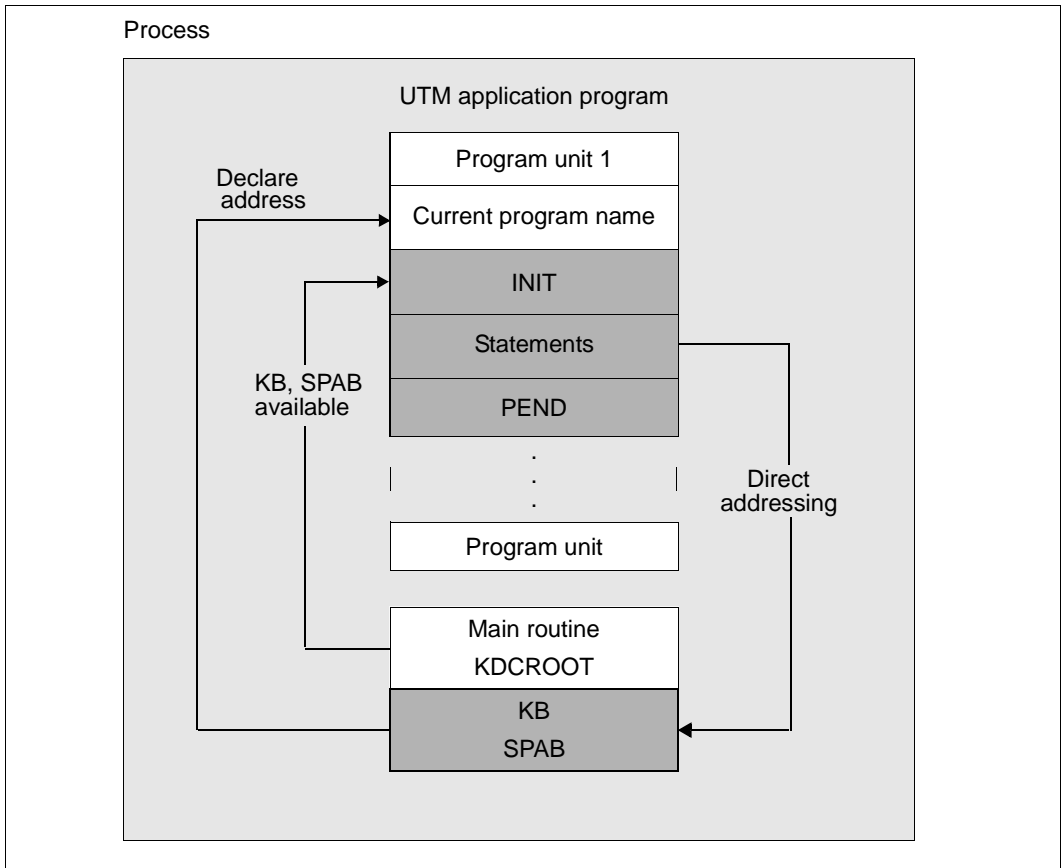 Process
UTM application program
Program unit 1
Declare
address
Current program name
INIT
Statements
KB, SPAB
available
PEND
.
.
.
Direct
addressing
Program unit
Main routine
KDCROOT
KB
SPAB